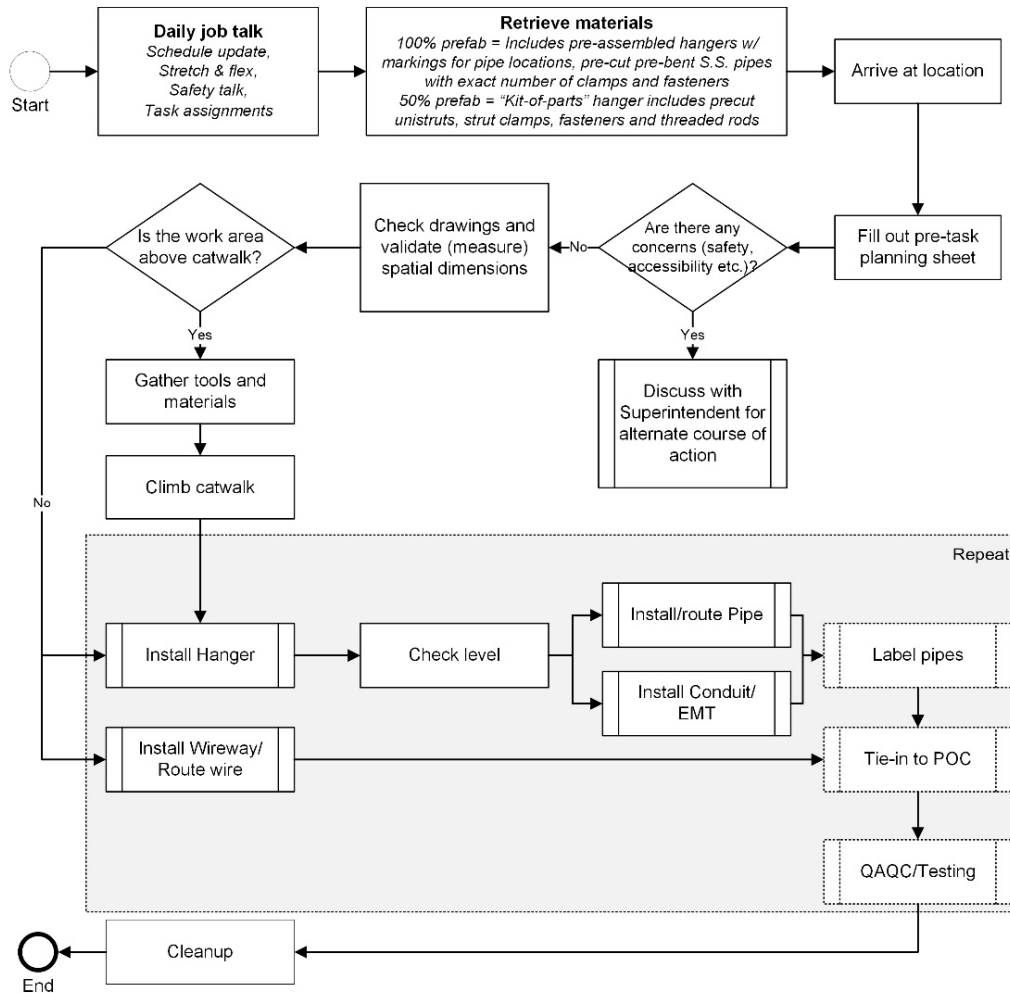 Start
Daily job talk
Schedule update,
Stretch & flex,
Safety talk,
Task assignments
Retrieve materials
100% prefab = Includes pre-assembled hangers w/
markings for pipe locations, pre-cut pre-bent S.S. pipes
with exact number of clamps and fasteners
50% prefab = “Kit-of-parts” hanger includes precut
unistruts, strut clamps, fasteners and threaded rods
Arrive at location
Fill out pre-task
planning sheet
Are there any
concerns (safety,
accessibility etc.)?
No
Yes
Discuss with
Superintendent for
alternate course of
action
Check drawings and
validate (measure)
spatial dimensions
Is the work area
above catwalk?
Yes
No
Gather tools and
materials
Climb catwalk
Repeat
Install Hanger
Check level
Install/route Pipe
Install Conduit/
EMT
Label pipes
Install Wireway/
Route wire
Tie-in to POC
QAQC/Testing
Cleanup
End